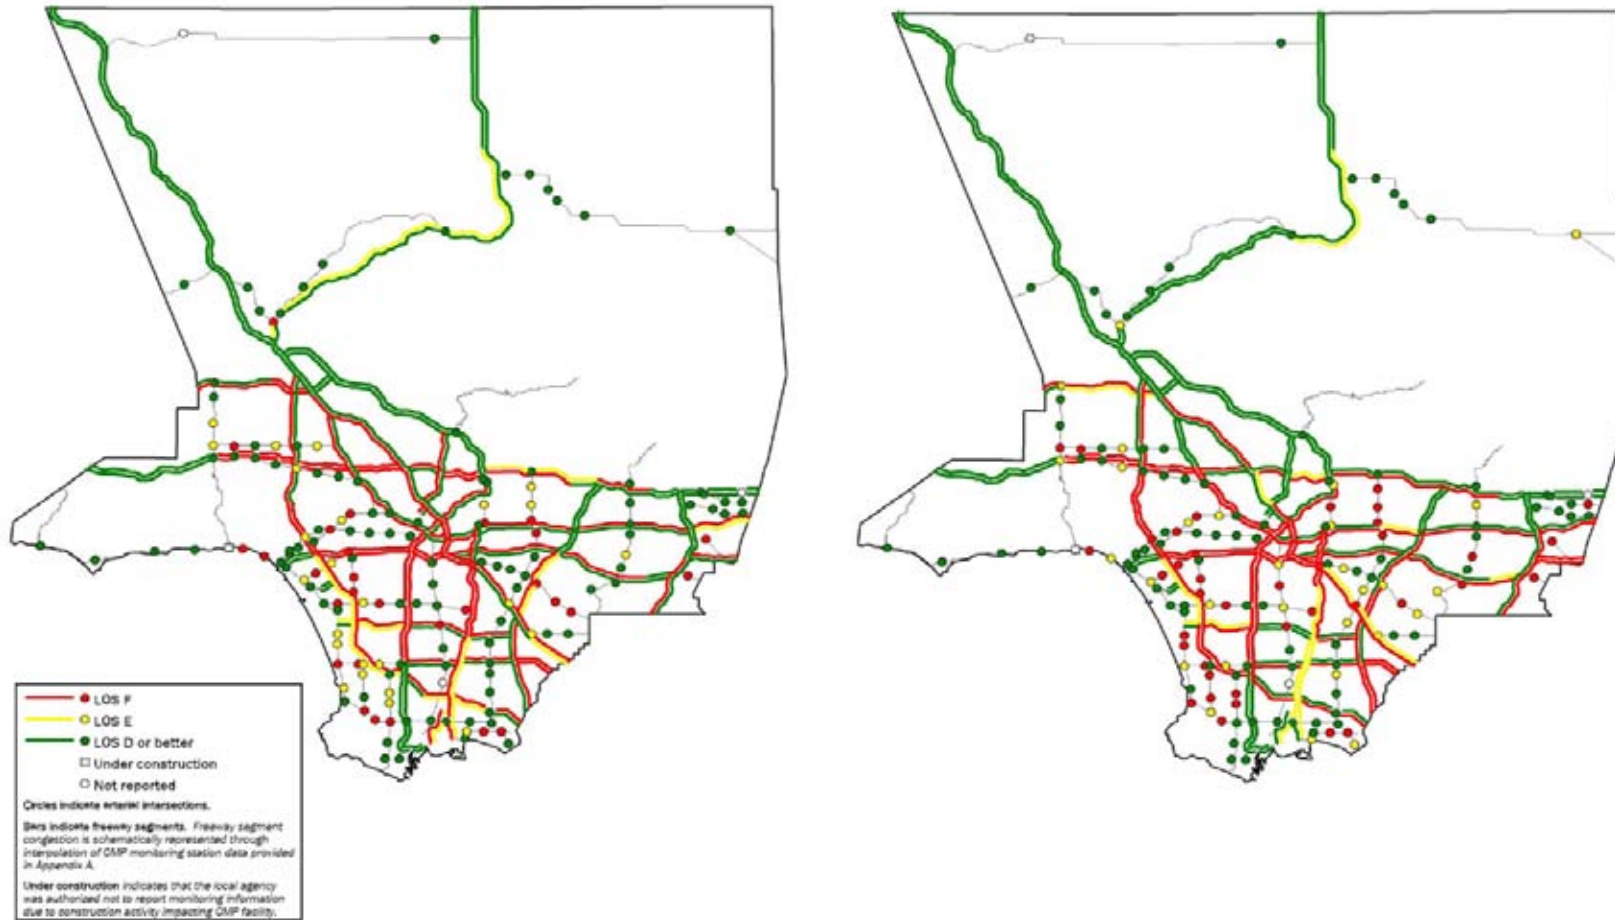 LOS F
LOS E
LOS D or better
Under construction
Not reported
Circles indicate arterial intersections.
Bars indicate freeway segments. Freeway segment
congestion is schematically represented through
interpolation of CMP monitoring station data provided
in Appendix A.
Under construction indicates that the local agency
was authorized not to report monitoring information
due to construction activity impacting CMP facility.